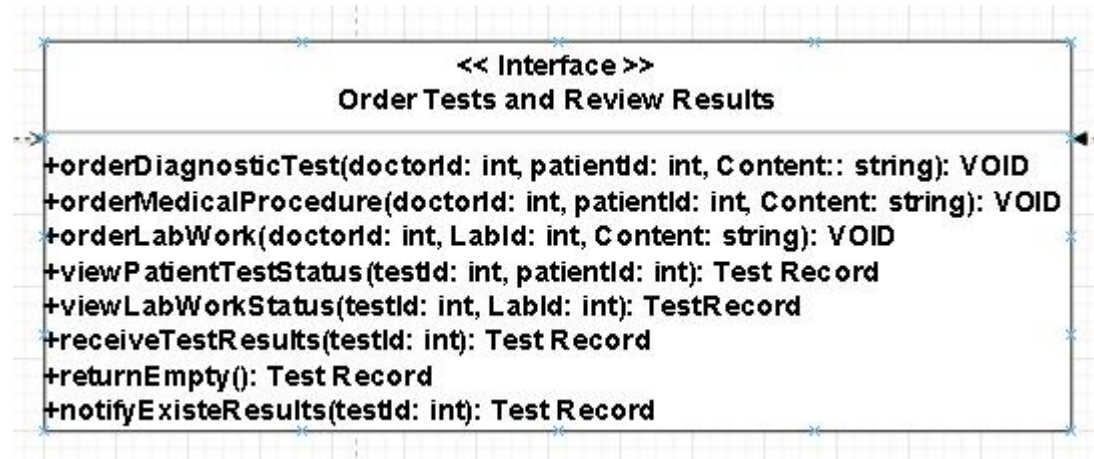 << Interface >>
Order Tests and Review Results
+orderDiagnosticTest(doctorId: int, patientId: int, Content:: string): VOID
+orderMedicalProcedure(doctorId: int, patientId: int, Content: string): VOID
+orderLabWork(doctorId: int, LabId: int, Content: string): VOID
+viewPatientTestStatus(testId: int, patientId: int): Test Record
+viewLabWorkStatus(testId: int, LabId: int): TestRecord
+receiveTestResults(testId: int): Test Record
+returnEmpty(): Test Record
+notifyExisteResults(testId: int): Test Record